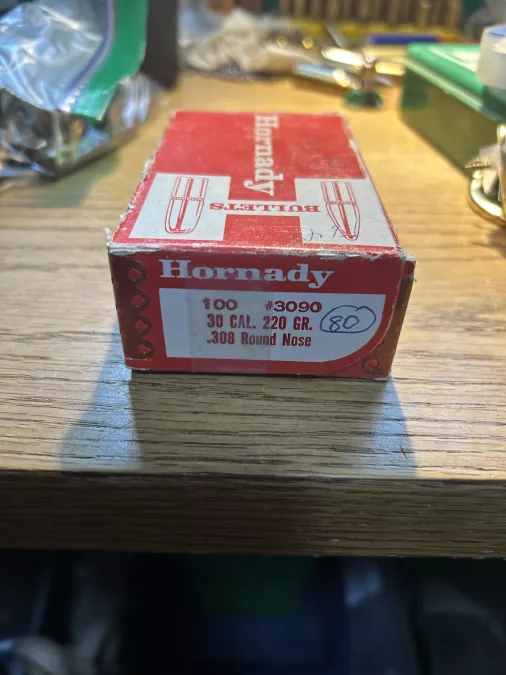 Hornady
BULLETS
Hornady
100 #3090
30 CAL. 220 GR.
.308 Round Nose
80